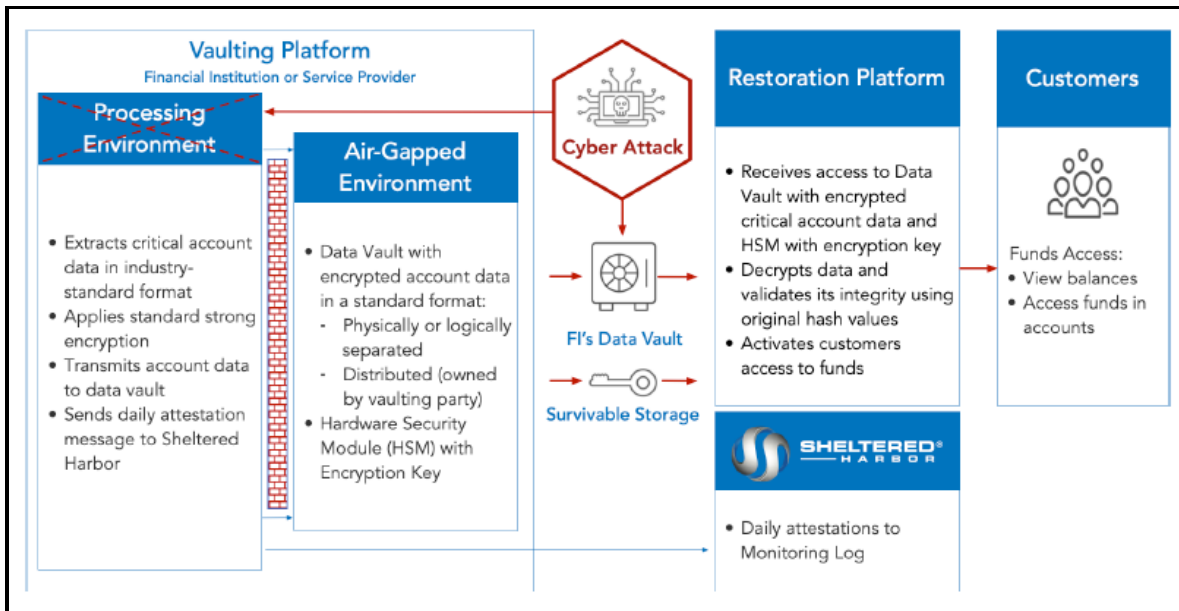 Vaulting Platform
Financial Institution or Service Provider
Processing
Environment
• Extracts critical account
data in industry-
standard format
• Applies standard strong
encryption
• Transmits account data
to data vault
• Sends daily attestation
message to Sheltered
Harbor
Air-Gapped
Environment
• Data Vault with
encrypted account data
in a standard format:
- Physically or logically
separated
- Distributed (owned
by vaulting party)
• Hardware Security
Module (HSM) with
Encryption Key
Cyber Attack
FI's Data Vault
Survivable Storage
Restoration Platform
• Receives access to Data
Vault with encrypted
critical account data and
HSM with encryption key
• Decrypts data and
validates its integrity using
original hash values
• Activates customers
access to funds
SHELTERED®
HARBOR
• Daily attestations to
Monitoring Log
Customers
Funds Access:
• View balances
• Access funds in
accounts